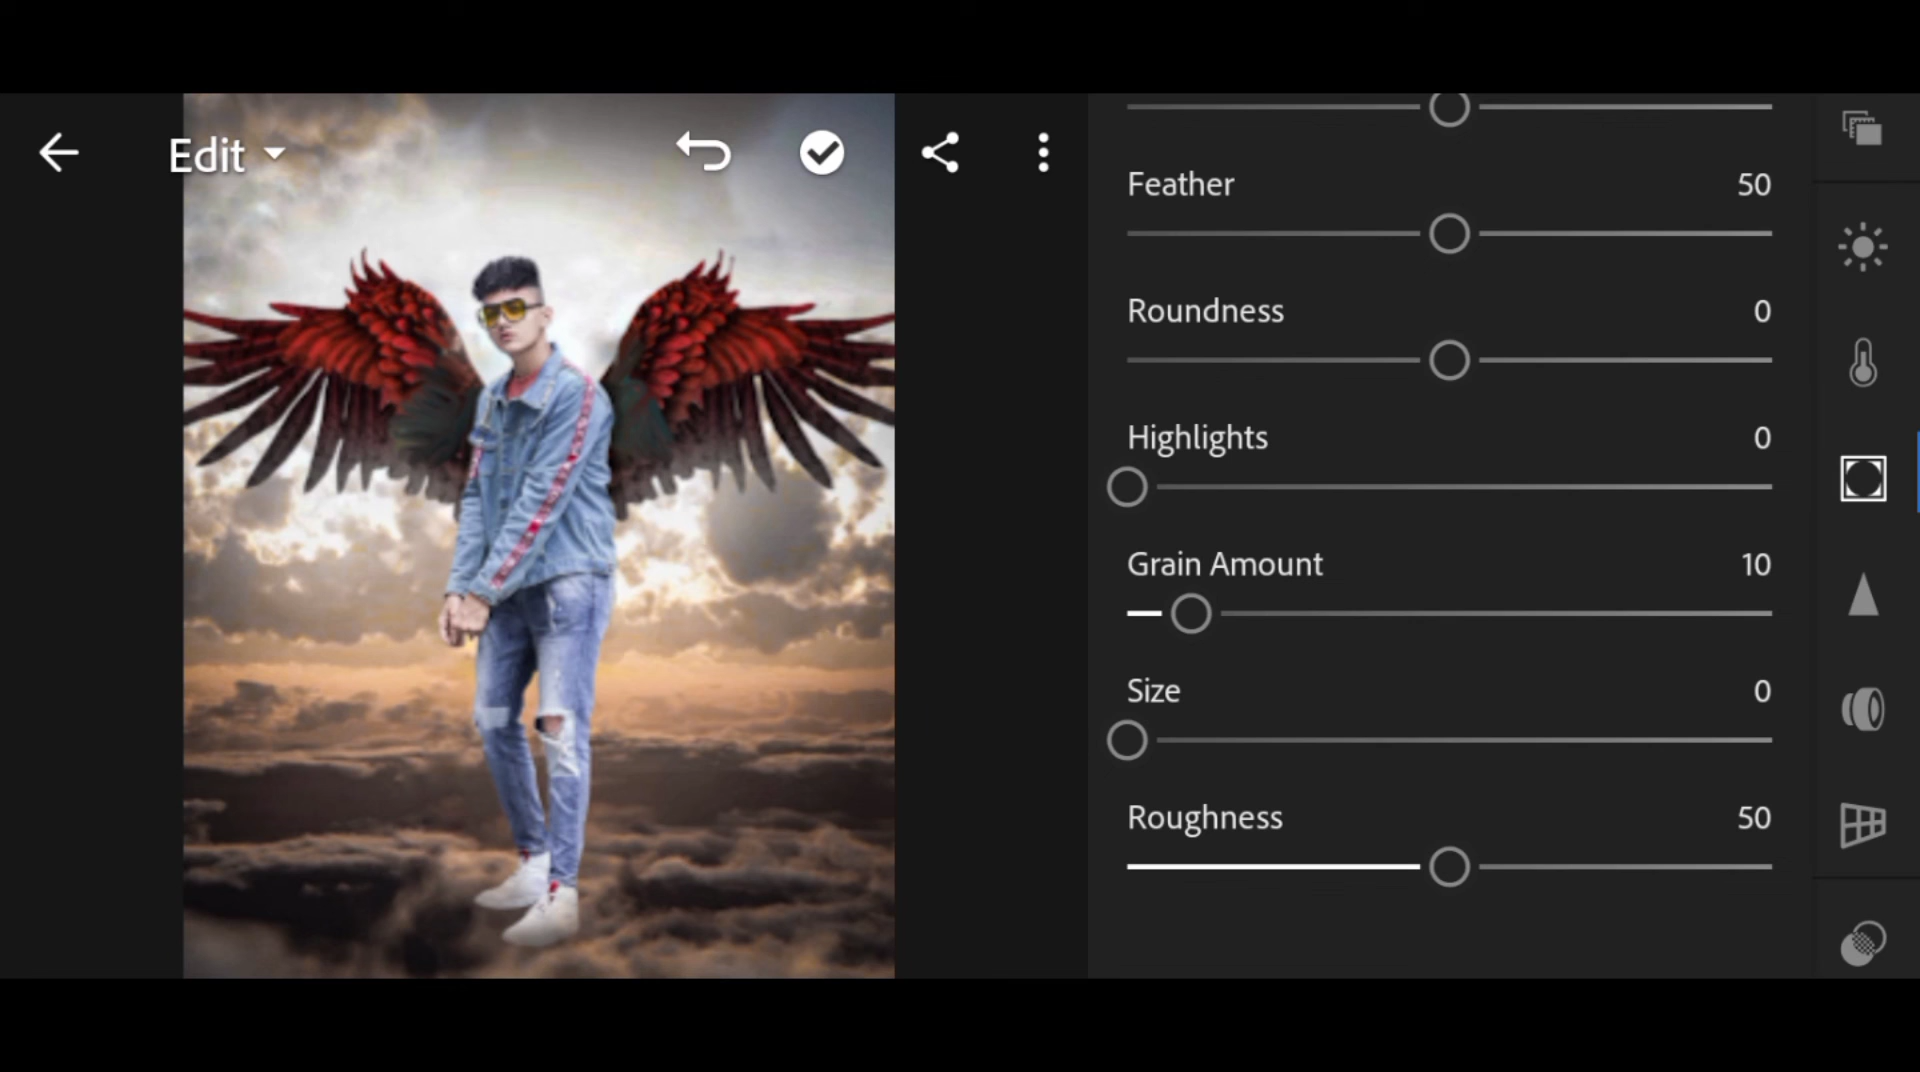 Edit
Feather 50
Roundness 0
Highlights 0
Grain Amount 10
Size 0
Roughness 50